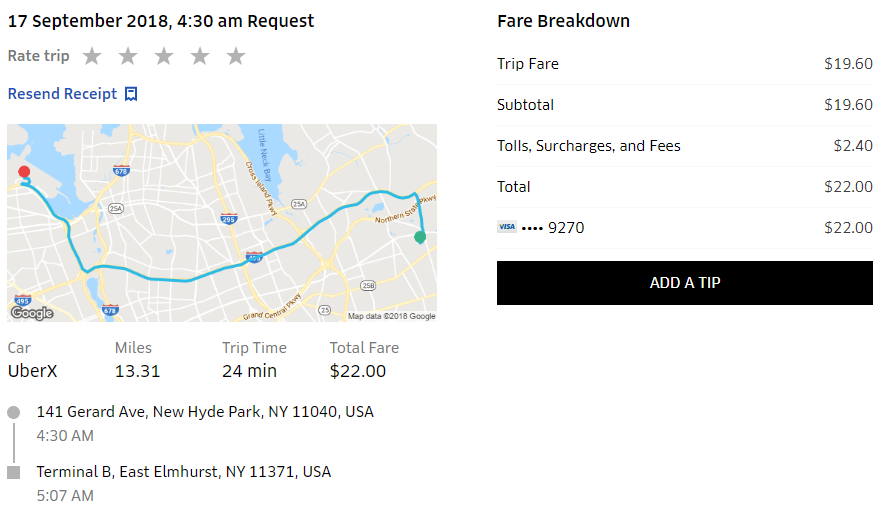 17 September 2018, 4:30 am Request
Rate trip
Resend Receipt
678
Little Neck Bay
Cross Island Pkwy
25A
25A
295
Northern State Pkwy
495
25B
495
678
Grand Central Pkwy
25
Google
Map data ©2018 Google
Car
Miles
Trip Time
Total Fare
UberX
13.31
24 min
$22.00
141 Gerard Ave, New Hyde Park, NY 11040, USA
4:30 AM
Terminal B, East Elmhurst, NY 11371, USA
5:07 AM
Fare Breakdown
Trip Fare $19.60
Subtotal $19.60
Tolls, Surcharges, and Fees $2.40
Total $22.00
VISA •••• 9270 $22.00
ADD A TIP